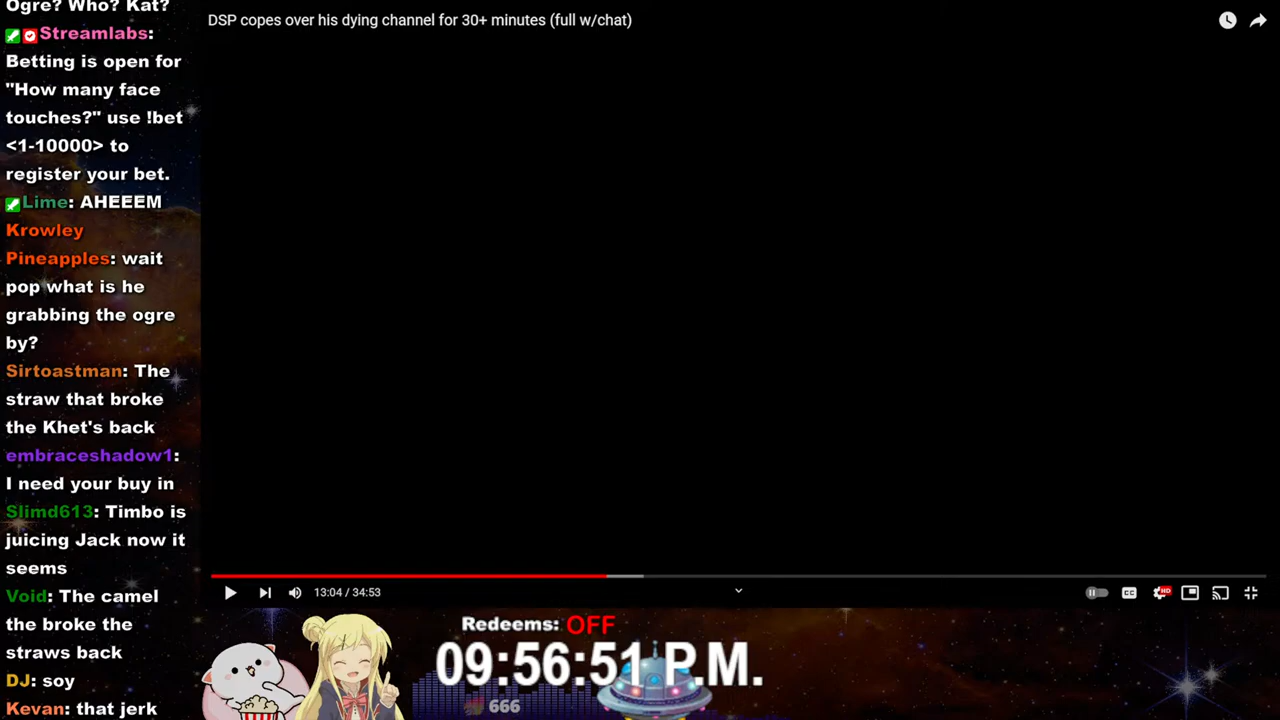 Ogre? Who? Kat?
Streamlabs:
Betting is open for
"How many face
touches?" use !bet
<1-10000> to
register your bet.
Lime: AHEEEM
Krowley
Pineapples: wait
pop what is he
grabbing the ogre
by?
Sirtoastman: The
straw that broke
the Khet's back
embraceshadow1:
I need your buy in
Slimd613: Timbo is
juicing Jack now it
seems
Void: The camel
the broke the
straws back
DJ: soy
Kevan: that jerk
DSP copes over his dying channel for 30+ minutes (full w/chat)
13:04 / 34:53
CC
HD
Redeems: OFF
09:56:51 P.M.
666